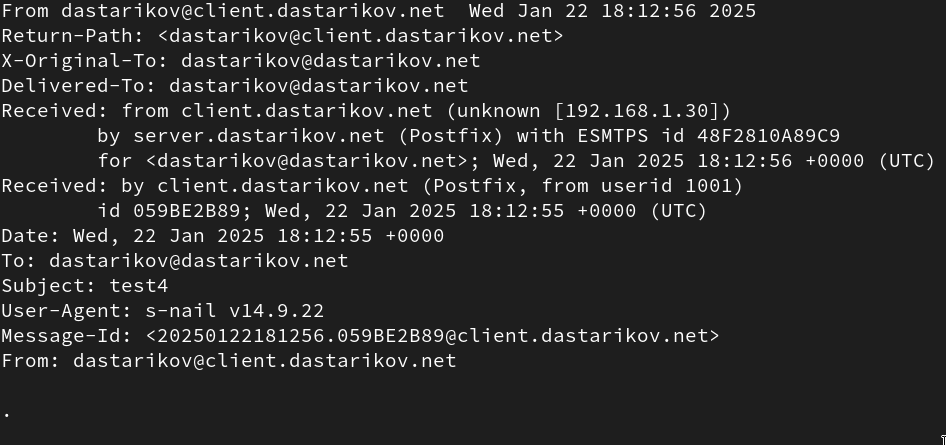 From dastarikov@client.dastarikov.net  Wed Jan 22 18:12:56 2025
Return-Path: <dastarikov@client.dastarikov.net>
X-Original-To: dastarikov@dastarikov.net
Delivered-To: dastarikov@dastarikov.net
Received: from client.dastarikov.net (unknown [192.168.1.30])
        by server.dastarikov.net (Postfix) with ESMTPS id 48F2810A89C9
        for <dastarikov@dastarikov.net>; Wed, 22 Jan 2025 18:12:56 +0000 (UTC)
Received: by client.dastarikov.net (Postfix, from userid 1001)
        id 059BE2B89; Wed, 22 Jan 2025 18:12:55 +0000 (UTC)
Date: Wed, 22 Jan 2025 18:12:55 +0000
To: dastarikov@dastarikov.net
Subject: test4
User-Agent: s-nail v14.9.22
Message-Id: <20250122181256.059BE2B89@client.dastarikov.net>
From: dastarikov@client.dastarikov.net

.